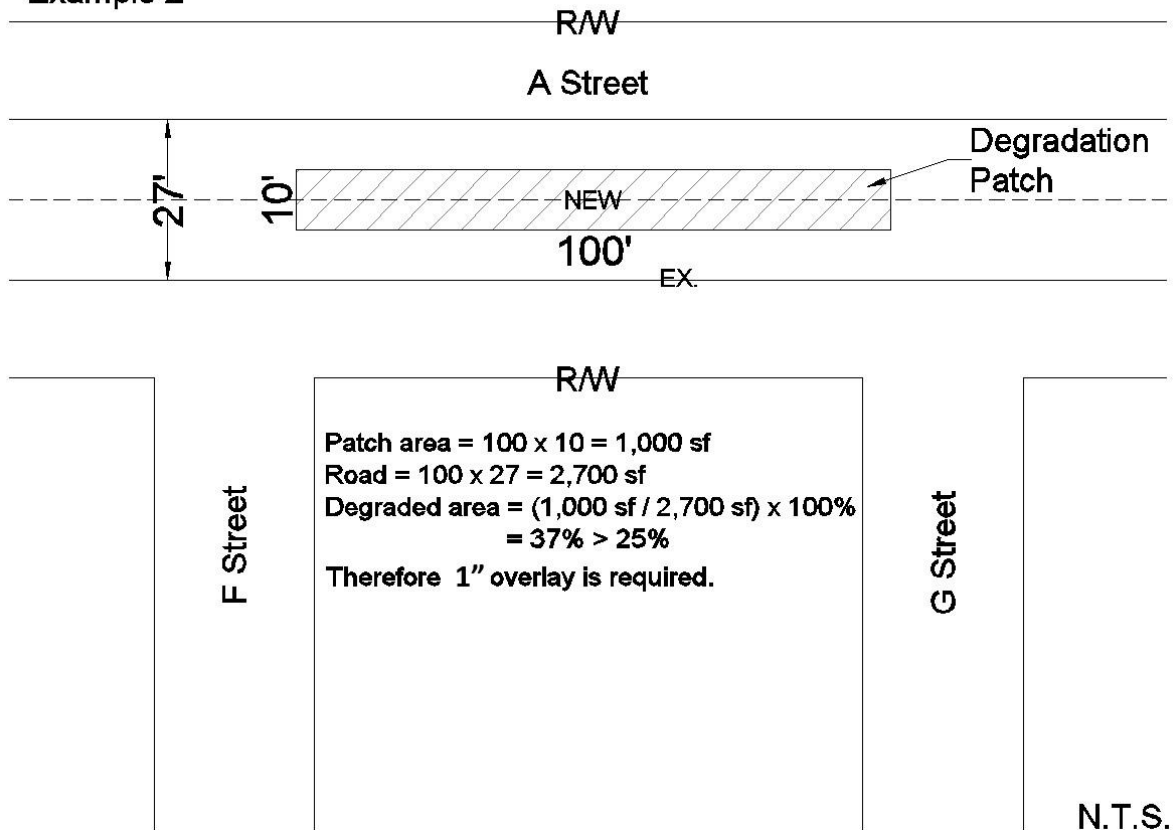 Example 2
R/W
A Street
Degradation
Patch
27'
10'
NEW
100'
EX.
R/W
Patch area = 100 x 10 = 1,000 sf
Road = 100 x 27 = 2,700 sf
Degraded area = (1,000 sf / 2,700 sf) x 100%
= 37% > 25%
Therefore 1" overlay is required.
F Street
G Street
N.T.S.